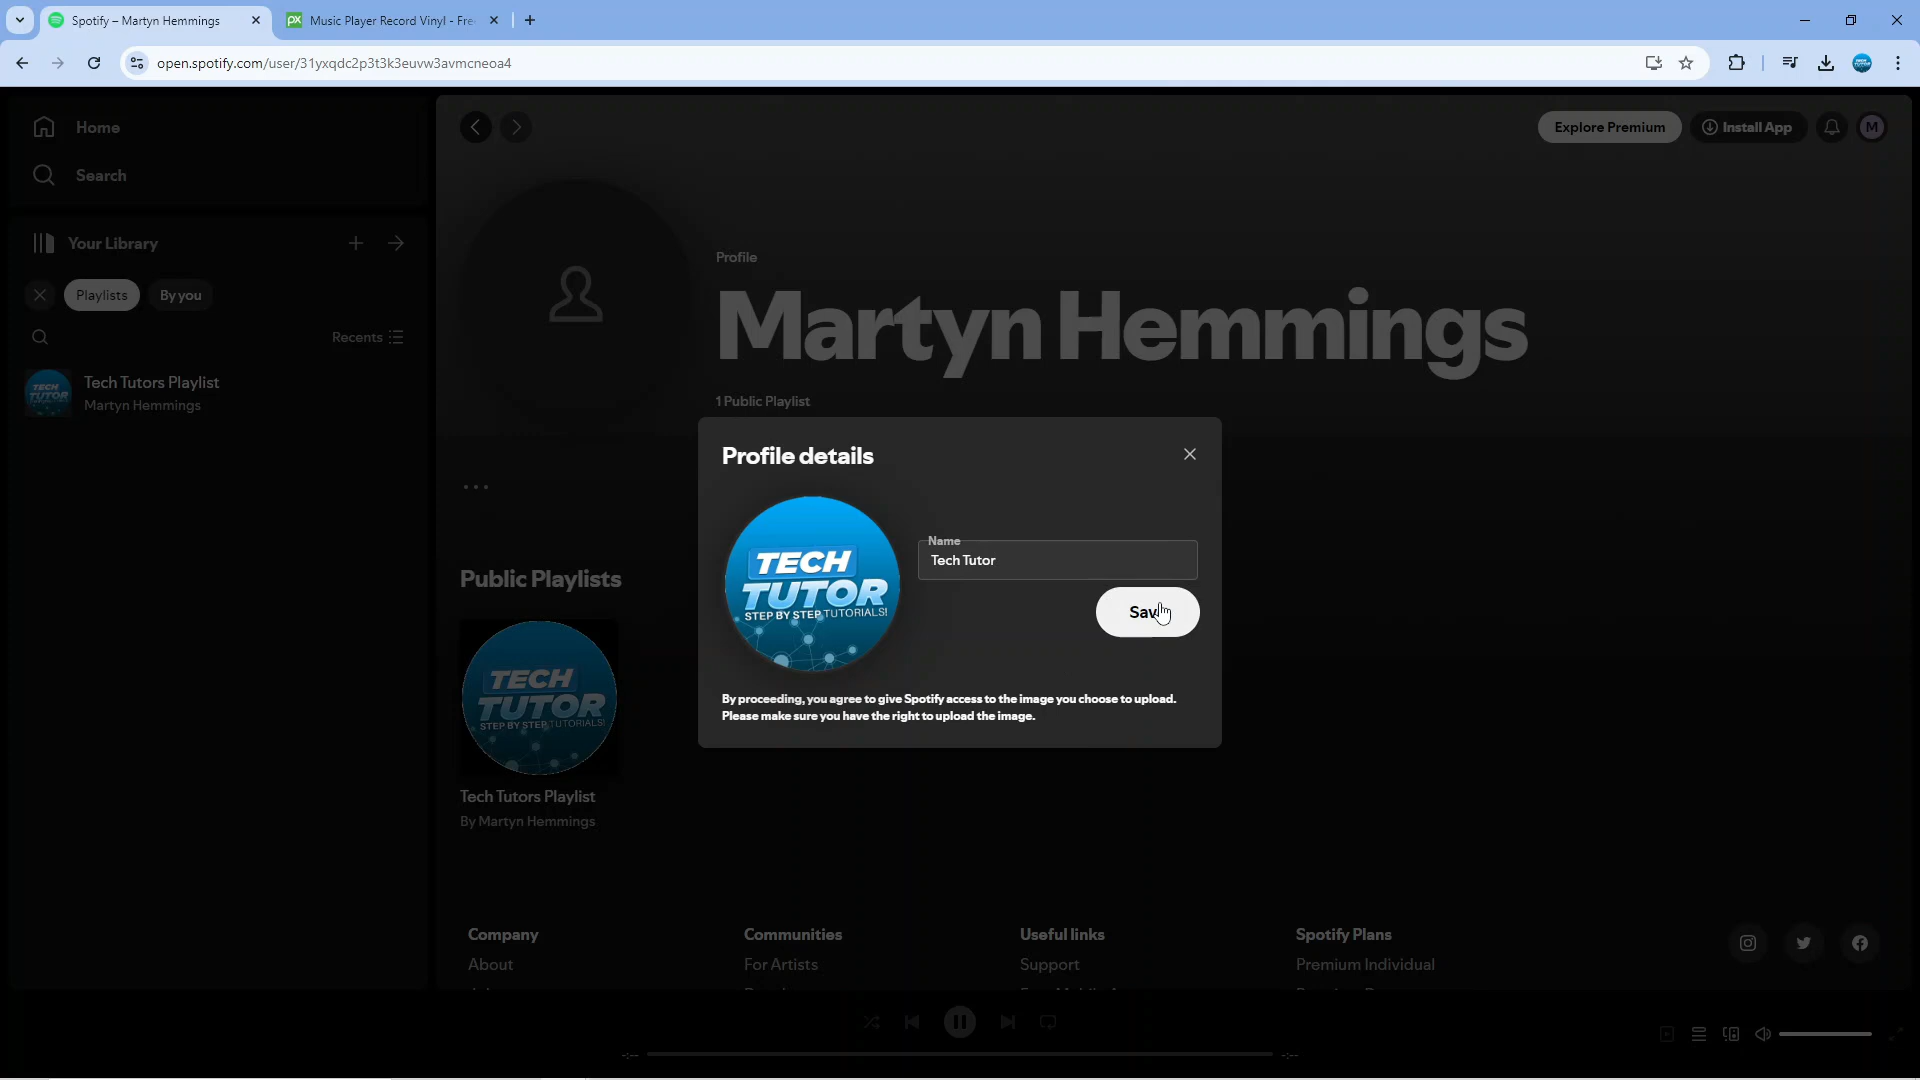 Spotify – Martyn Hemmings
Music Player Record Vinyl - Fre
open.spotify.com/user/31yxqdc2p3t3k3euvw3avmcneoa4
Home
Search
Explore Premium
Install App
M
Your Library
Playlists
By you
Recents
Tech Tutors Playlist
Martyn Hemmings
Profile
Martyn Hemmings
1 Public Playlist
Profile details
TECH
TUTOR
STEP BY STEP TUTORIALS!
Name
Tech Tutor
Save
By proceeding, you agree to give Spotify access to the image you choose to upload.
Please make sure you have the right to upload the image.
Public Playlists
TECH
TUTOR
STEP BY STEP TUTORIALS!
Tech Tutors Playlist
By Martyn Hemmings
Company
About
Communities
For Artists
Useful links
Support
Spotify Plans
Premium Individual
-:--
-:--